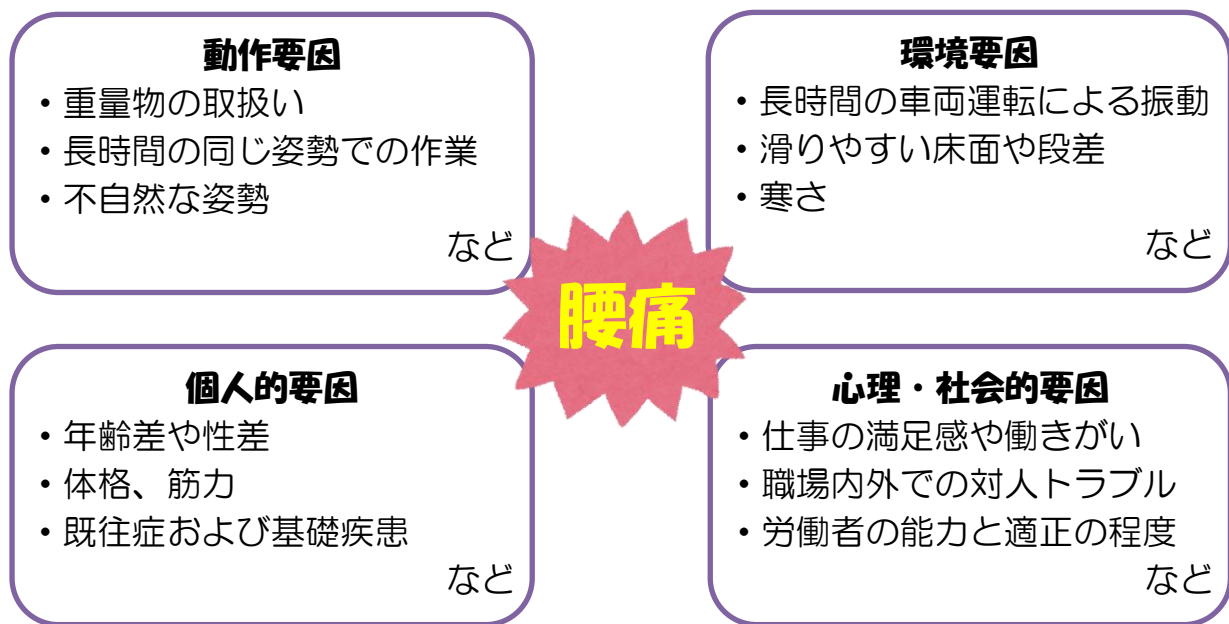 動作要因
・重量物の取扱い
・長時間の同じ姿勢での作業
・不自然な姿勢
など
環境要因
・長時間の車両運転による振動
・滑りやすい床面や段差
・寒さ
など
腰痛
個人的要因
・年齢差や性差
・体格、筋力
・既往症および基礎疾患
など
心理・社会的要因
・仕事の満足感や働きがい
・職場内外での対人トラブル
・労働者の能力と適正の程度
など